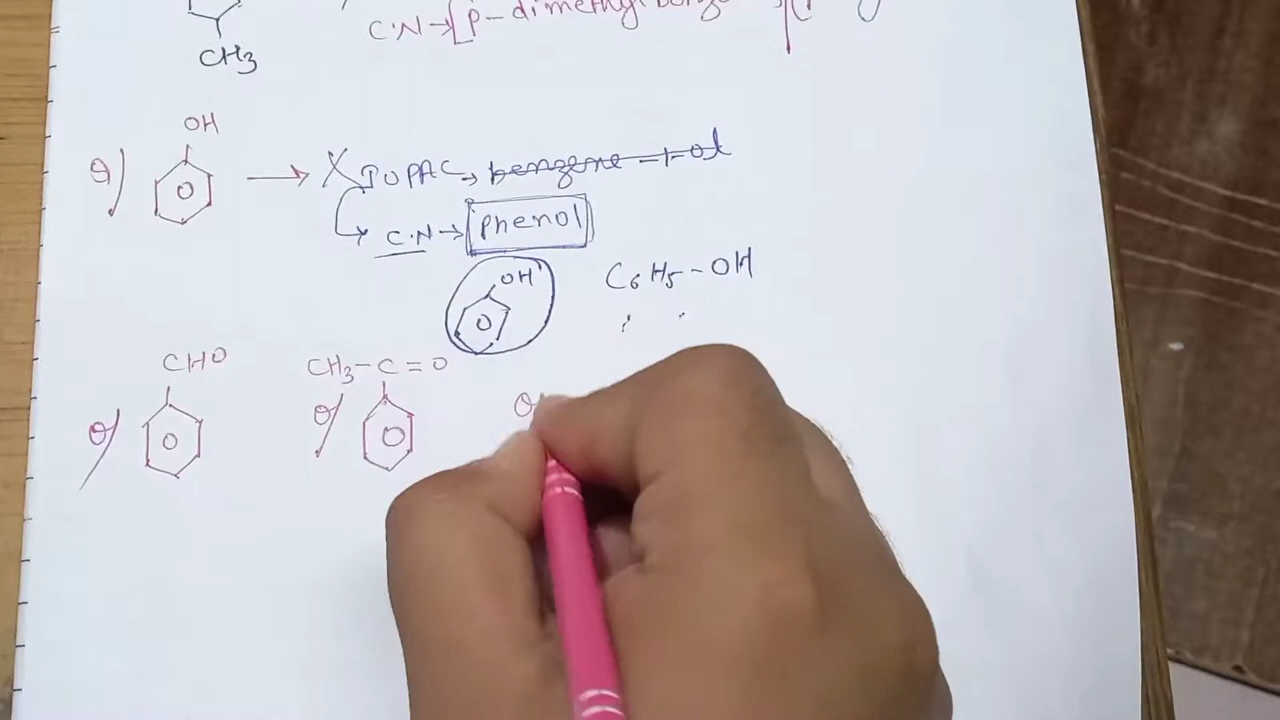 CH3
C.N→[p-dimethyl
OH
Q) → X IUPAC→ benzene-1-ol
C.N→ Phenol
OH C6H5-OH
CHO CH3-C=O
Q) Q) Q